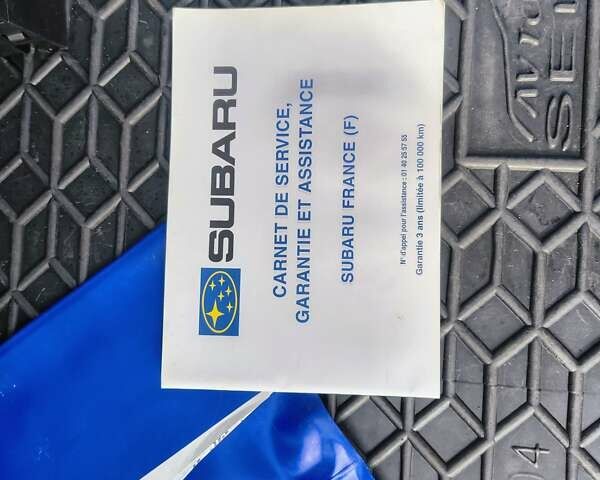 SUBARU
CARNET DE SERVICE,
GARANTIE ET ASSISTANCE
SUBARU FRANCE (F)
N° d'appel pour l'assistance : 01 40 25 57 55
Garantie 3 ans (limitée à 100 000 km)